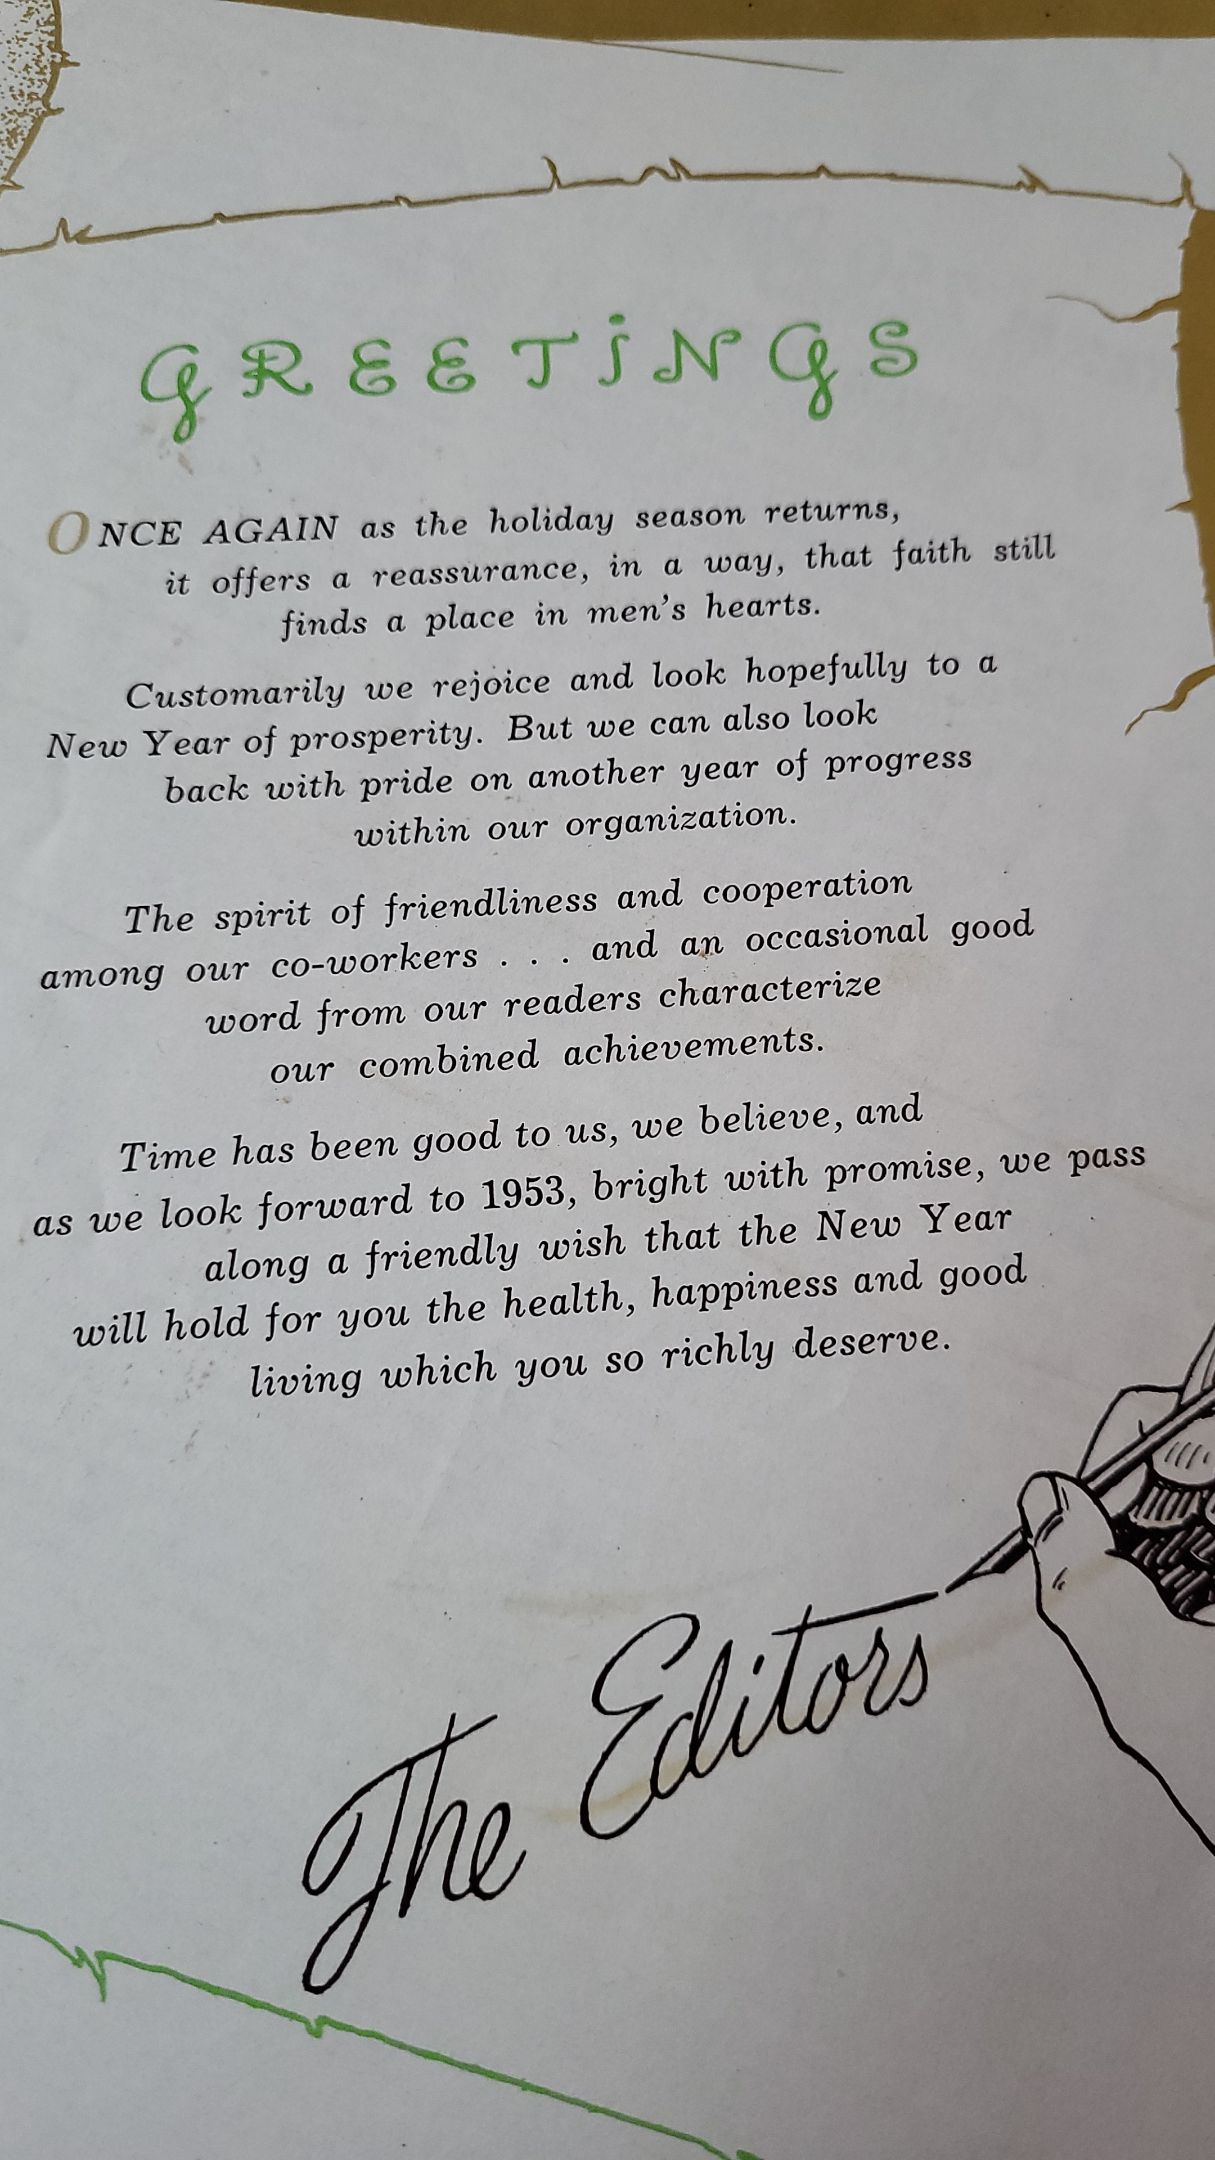 GREETiNGS
ONCE AGAIN as the holiday season returns,
it offers a reassurance, in a way, that faith still
finds a place in men's hearts.
Customarily we rejoice and look hopefully to a
New Year of prosperity. But we can also look
back with pride on another year of progress
within our organization.
The spirit of friendliness and cooperation
among our co-workers . . . and an occasional good
word from our readers characterize
our combined achievements.
Time has been good to us, we believe, and
as we look forward to 1953, bright with promise, we pass
along a friendly wish that the New Year
will hold for you the health, happiness and good
living which you so richly deserve.
The Editors